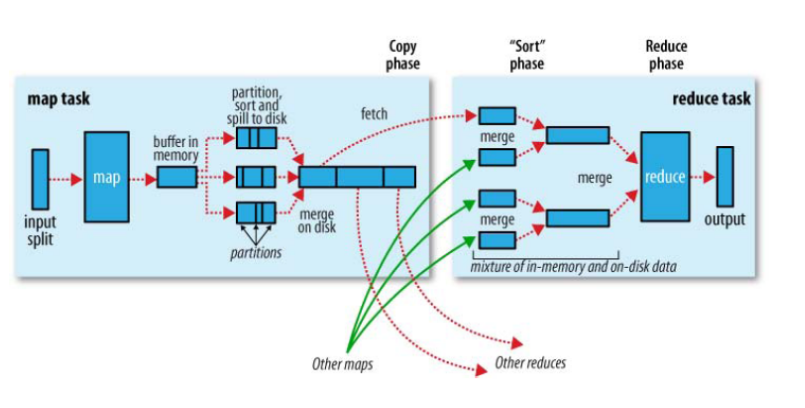 Copy
phase
“Sort”
phase
Reduce
phase
map task
partition,
sort and
spill to disk
fetch
reduce task
buffer in
memory
merge
map
merge
reduce
input
split
merge
on disk
merge
output
partitions
mixture of in-memory and on-disk data
Other maps
Other reduces